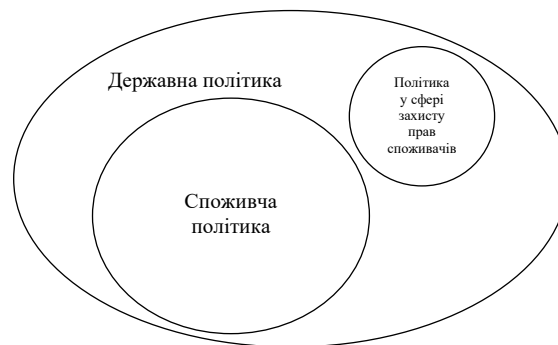 Державна політика
Політика
у сфері
захисту
прав
споживачів
Споживча
політика